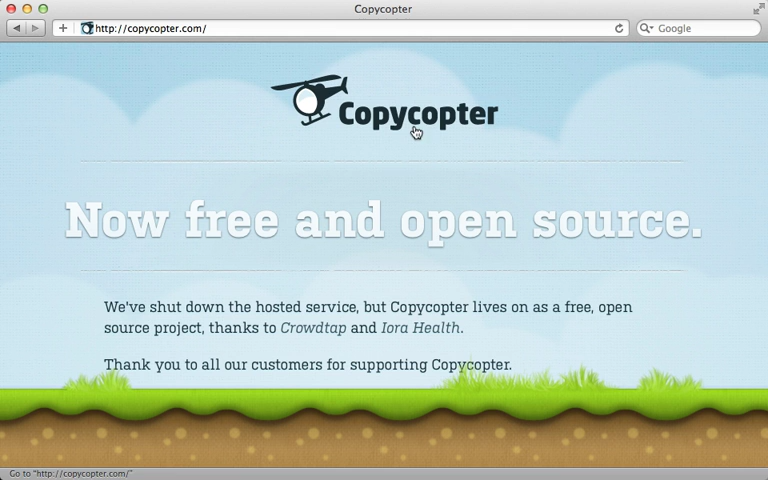 Copycopter
http://copycopter.com/
Google
Copycopter
Now free and open source.
We've shut down the hosted service, but Copycopter lives on as a free, open
source project, thanks to Crowdtap and Iora Health.
Thank you to all our customers for supporting Copycopter.
Go to "http://copycopter.com/"